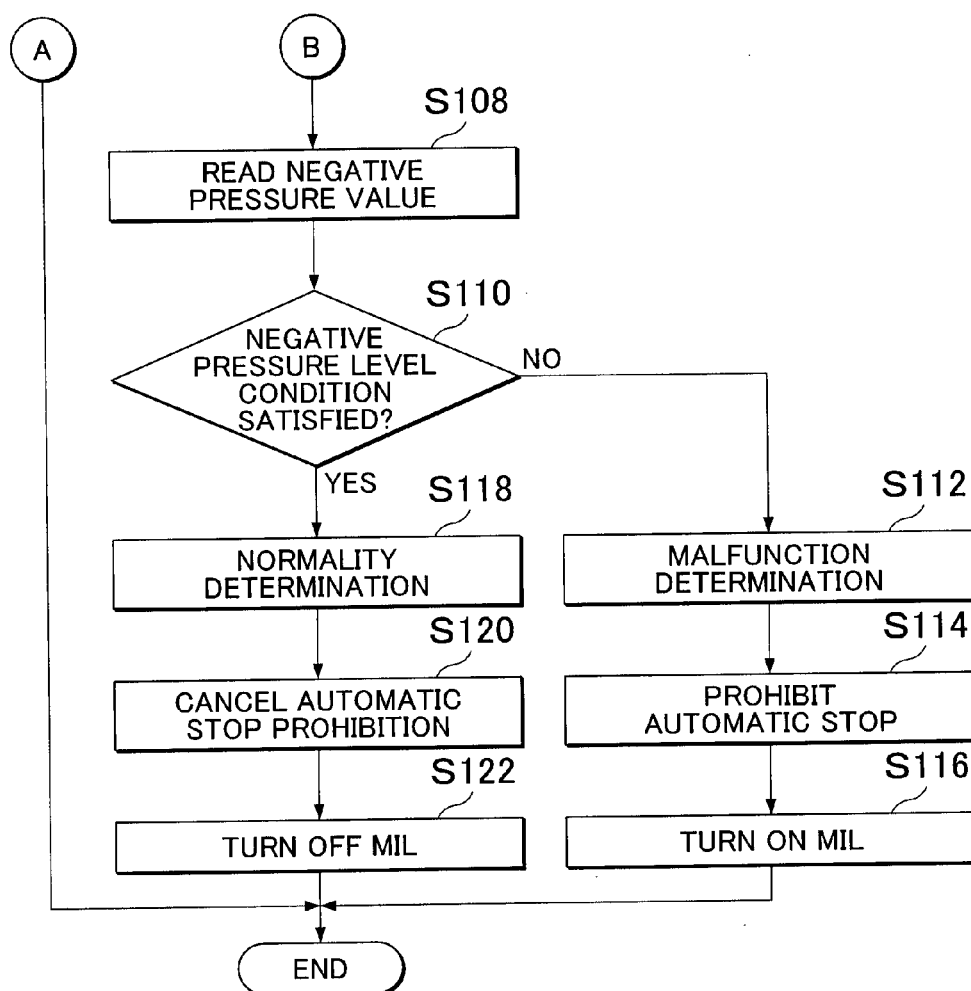 A
B
S108
READ NEGATIVE
PRESSURE VALUE
S110
NEGATIVE
PRESSURE LEVEL
CONDITION
SATISFIED?
NO
YES
S118
NORMALITY
DETERMINATION
S112
MALFUNCTION
DETERMINATION
S120
CANCEL AUTOMATIC
STOP PROHIBITION
S114
PROHIBIT
AUTOMATIC STOP
S122
TURN OFF MIL
S116
TURN ON MIL
END